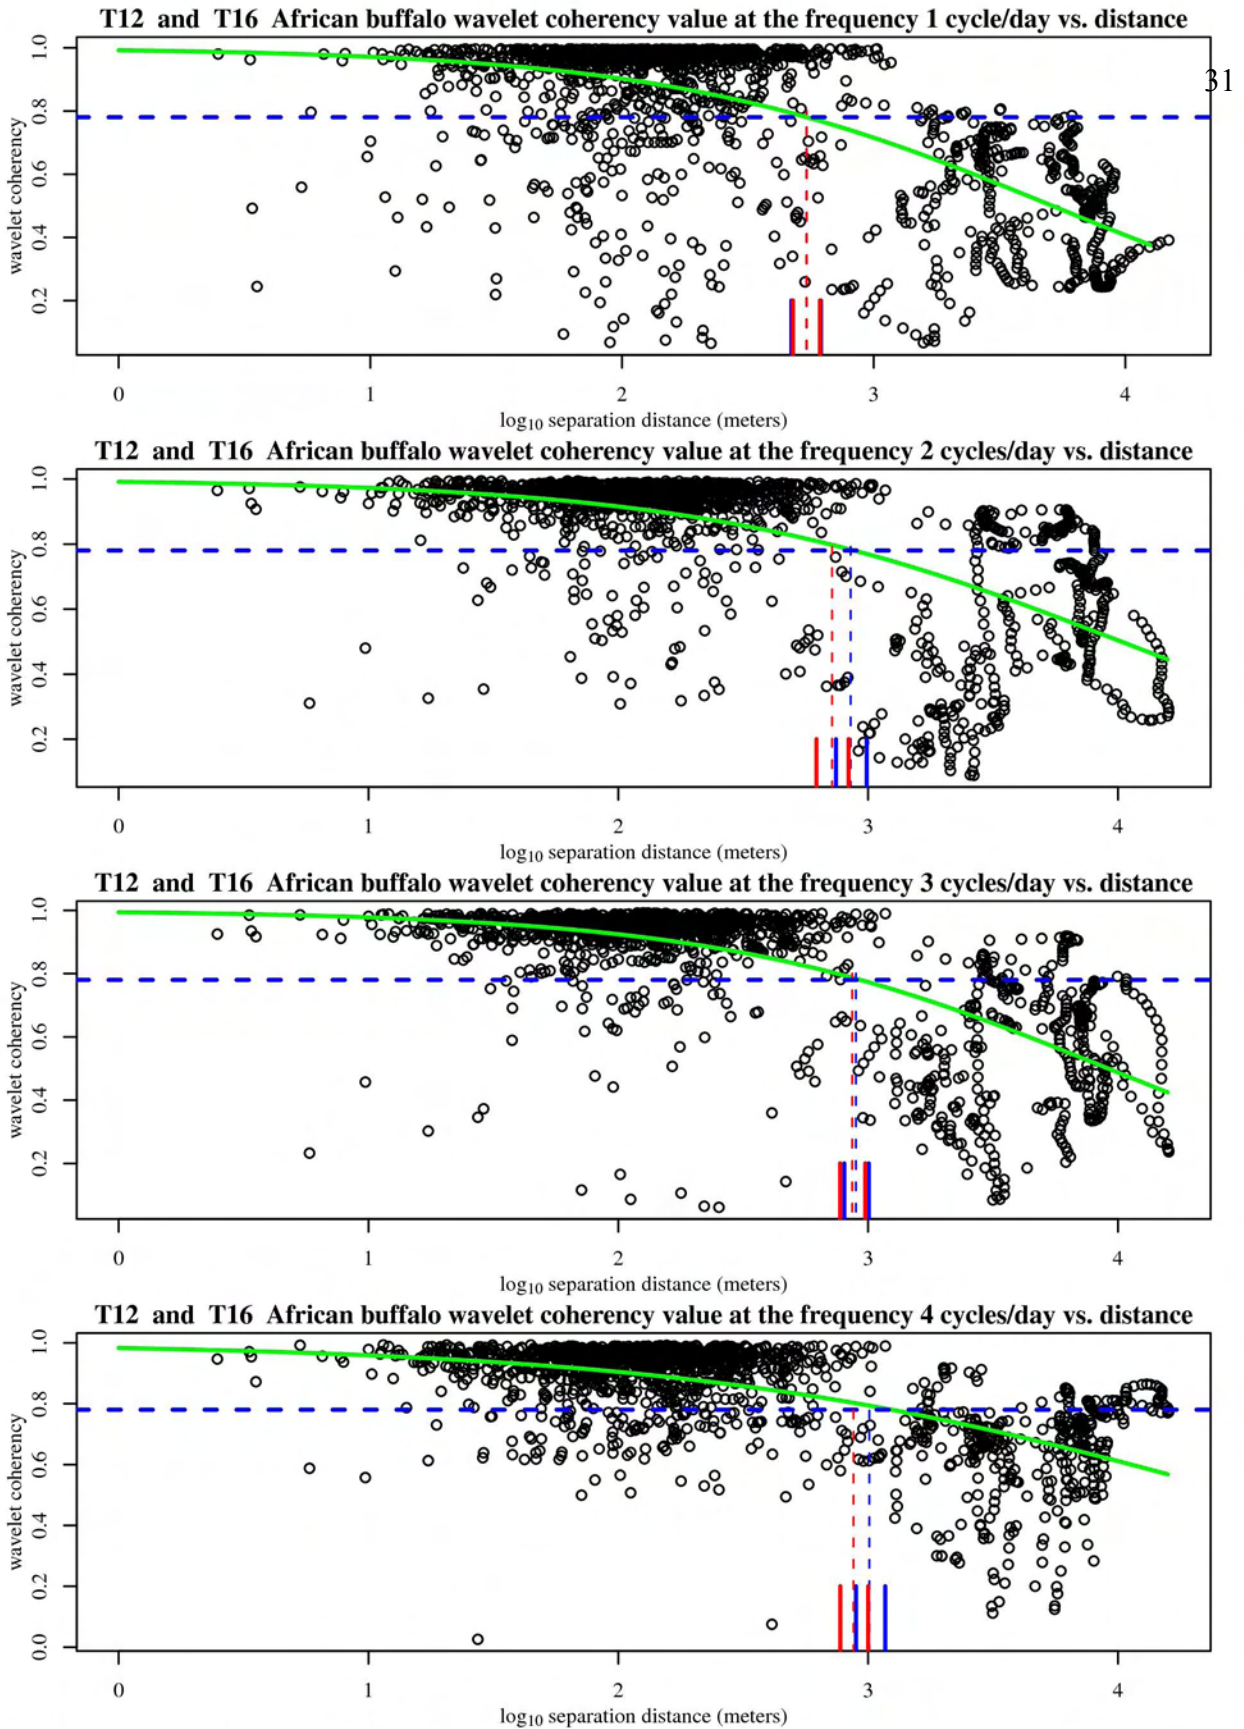 T12 and T16 African buffalo wavelet coherency value at the frequency 1 cycle/day vs. distance
31
wavelet coherency
1.0
0.8
0.6
0.4
0.2
0 1 2 3 4
log10 separation distance (meters)
T12 and T16 African buffalo wavelet coherency value at the frequency 2 cycles/day vs. distance
wavelet coherency
1.0
0.8
0.6
0.4
0.2
0 1 2 3 4
log10 separation distance (meters)
T12 and T16 African buffalo wavelet coherency value at the frequency 3 cycles/day vs. distance
wavelet coherency
1.0
0.8
0.6
0.4
0.2
0 1 2 3 4
log10 separation distance (meters)
T12 and T16 African buffalo wavelet coherency value at the frequency 4 cycles/day vs. distance
wavelet coherency
1.0
0.8
0.6
0.4
0.2
0.0
0 1 2 3 4
log10 separation distance (meters)